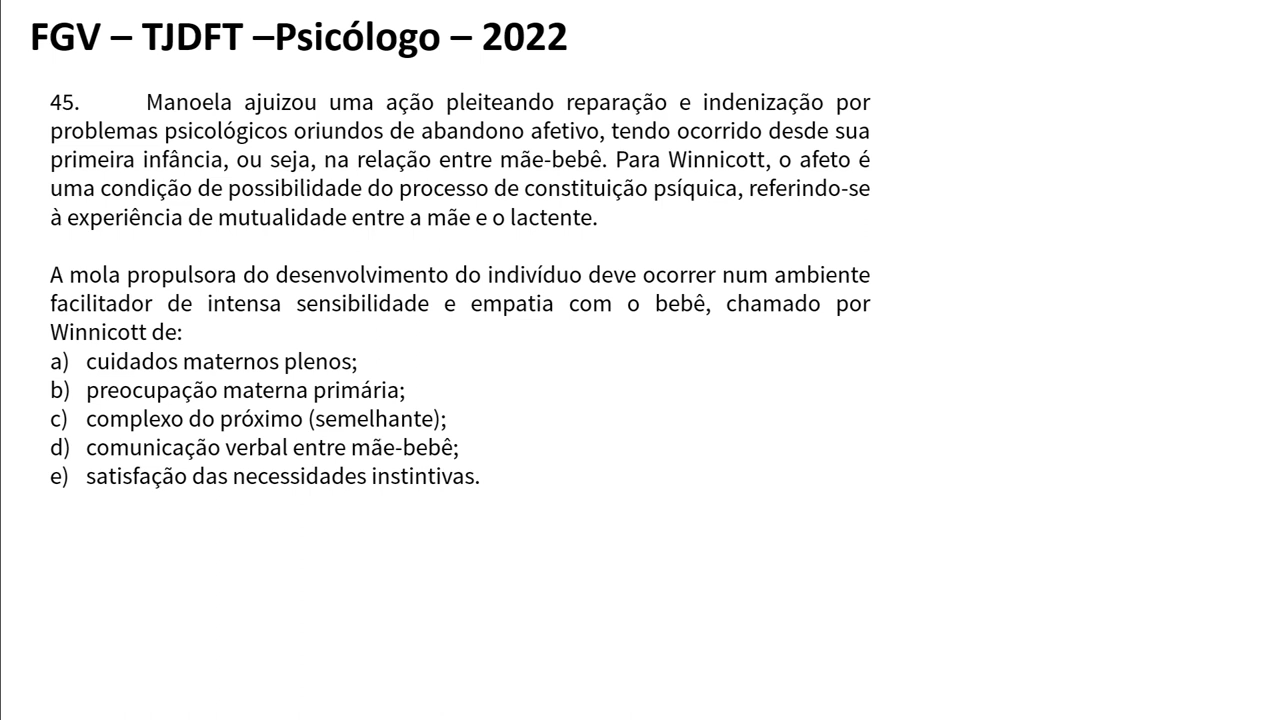 FGV – TJDFT –Psicólogo – 2022
45. Manoela ajuizou uma ação pleiteando reparação e indenização por
problemas psicológicos oriundos de abandono afetivo, tendo ocorrido desde sua
primeira infância, ou seja, na relação entre mãe-bebê. Para Winnicott, o afeto é
uma condição de possibilidade do processo de constituição psíquica, referindo-se
à experiência de mutualidade entre a mãe e o lactente.
A mola propulsora do desenvolvimento do indivíduo deve ocorrer num ambiente
facilitador de intensa sensibilidade e empatia com o bebê, chamado por
Winnicott de:
a) cuidados maternos plenos;
b) preocupação materna primária;
c) complexo do próximo (semelhante);
d) comunicação verbal entre mãe-bebê;
e) satisfação das necessidades instintivas.